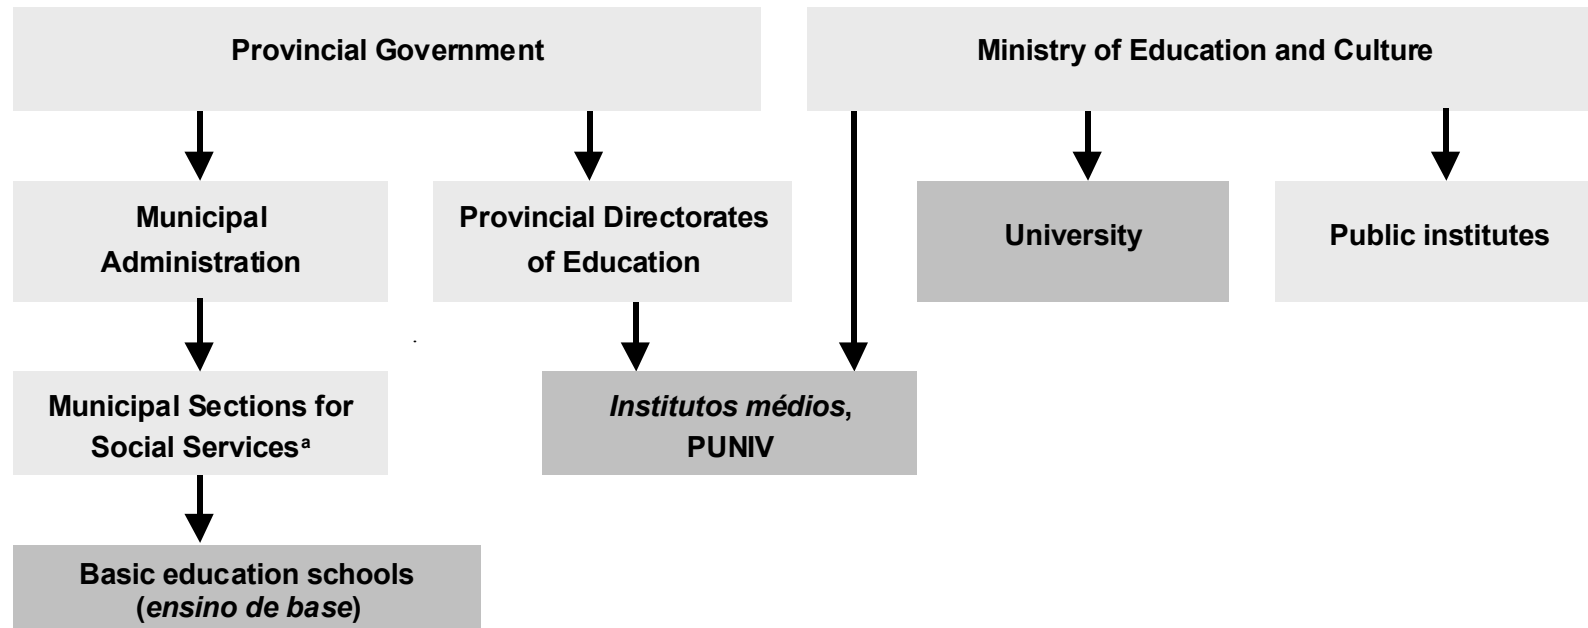 Provincial Government
Ministry of Education and Culture
Municipal
Administration
Provincial Directorates
of Education
University
Public institutes
Municipal Sections for
Social Servicesᵃ
Institutos médios,
PUNIV
Basic education schools
(ensino de base)